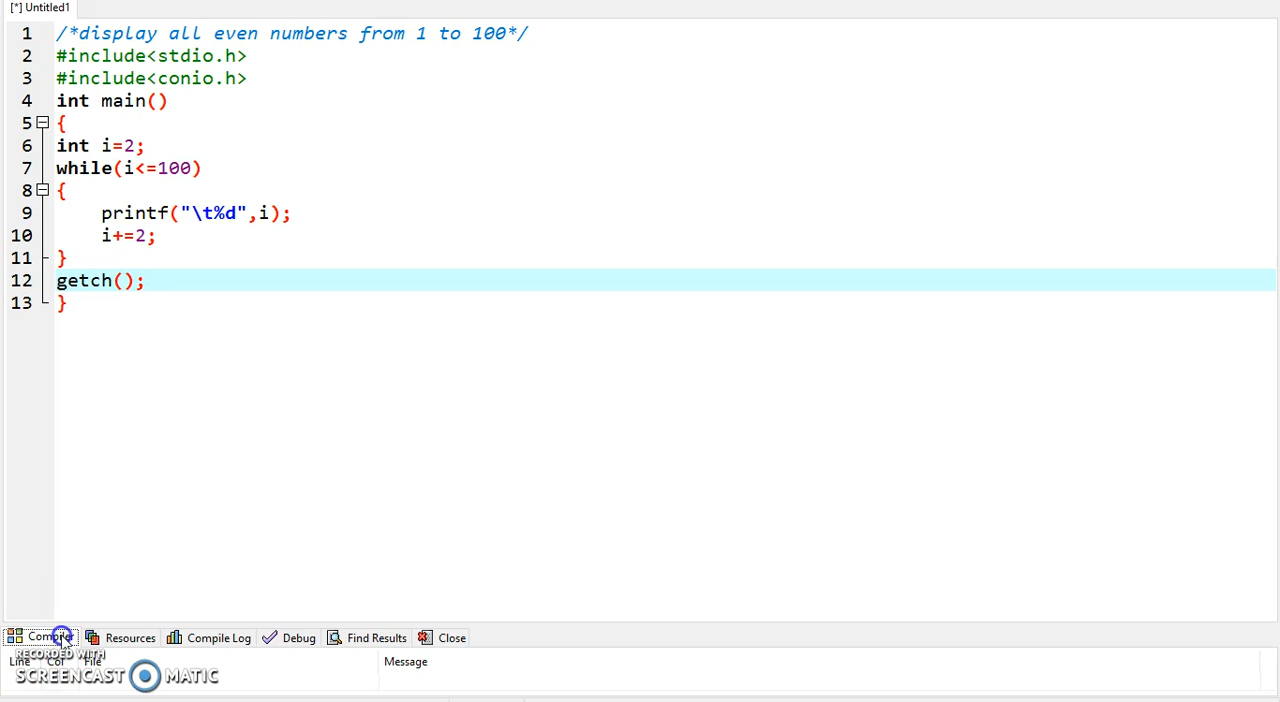 [*] Untitled1
1 /*display all even numbers from 1 to 100*/
2 #include<stdio.h>
3 #include<conio.h>
4 int main()
5 {
6 int i=2;
7 while(i<=100)
8 {
9 printf("\t%d",i);
10 i+=2;
11 }
12 getch();
13 }
Compiler Resources Compile Log Debug Find Results Close
Line Col File Message
RECORDED WITH
SCREENCAST MATIC